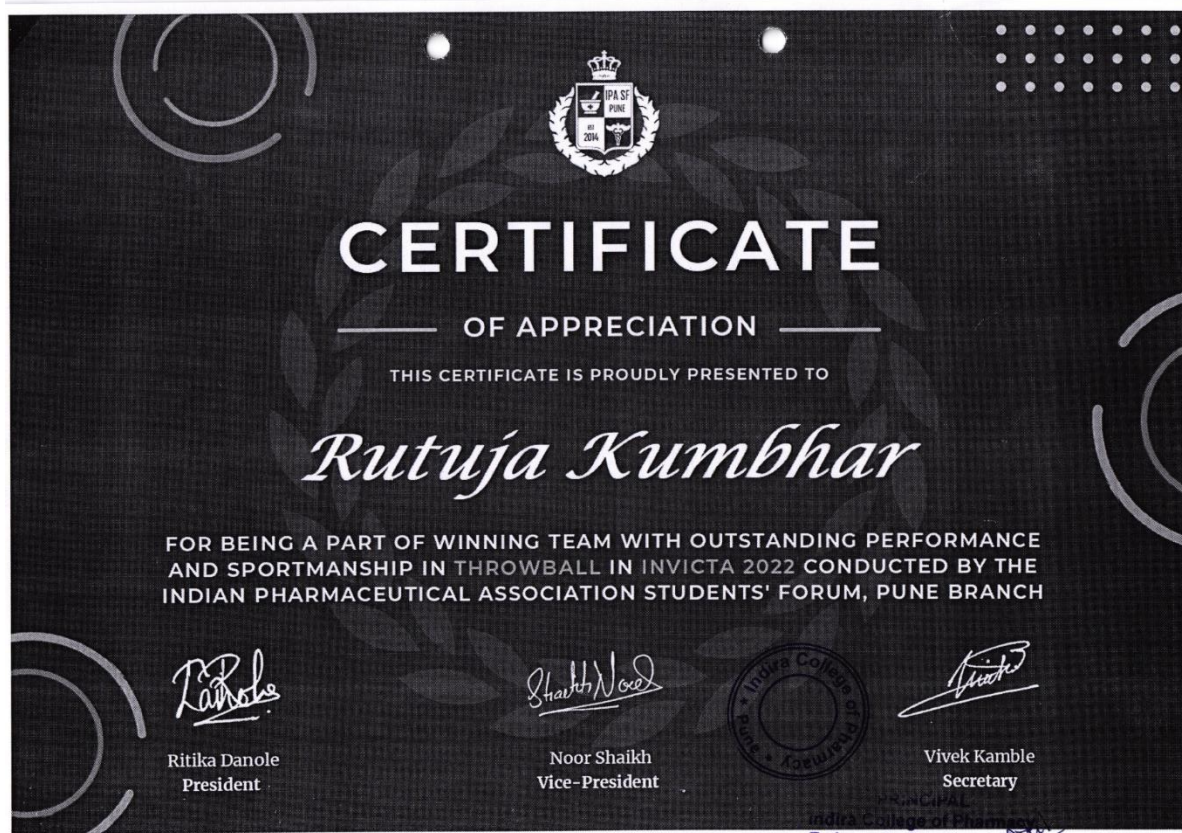 IPA SF
PUNE
EST
2014
CERTIFICATE
OF APPRECIATION
THIS CERTIFICATE IS PROUDLY PRESENTED TO
Rutuja Kumbhar
FOR BEING A PART OF WINNING TEAM WITH OUTSTANDING PERFORMANCE
AND SPORTMANSHIP IN THROWBALL IN INVICTA 2022 CONDUCTED BY THE
INDIAN PHARMACEUTICAL ASSOCIATION STUDENTS' FORUM, PUNE BRANCH
Indira College of Pharmacy
* Pune *
Ritika Danole
President
Noor Shaikh
Vice-President
Vivek Kamble
Secretary
PRINCIPAL
Indira College of Pharmacy